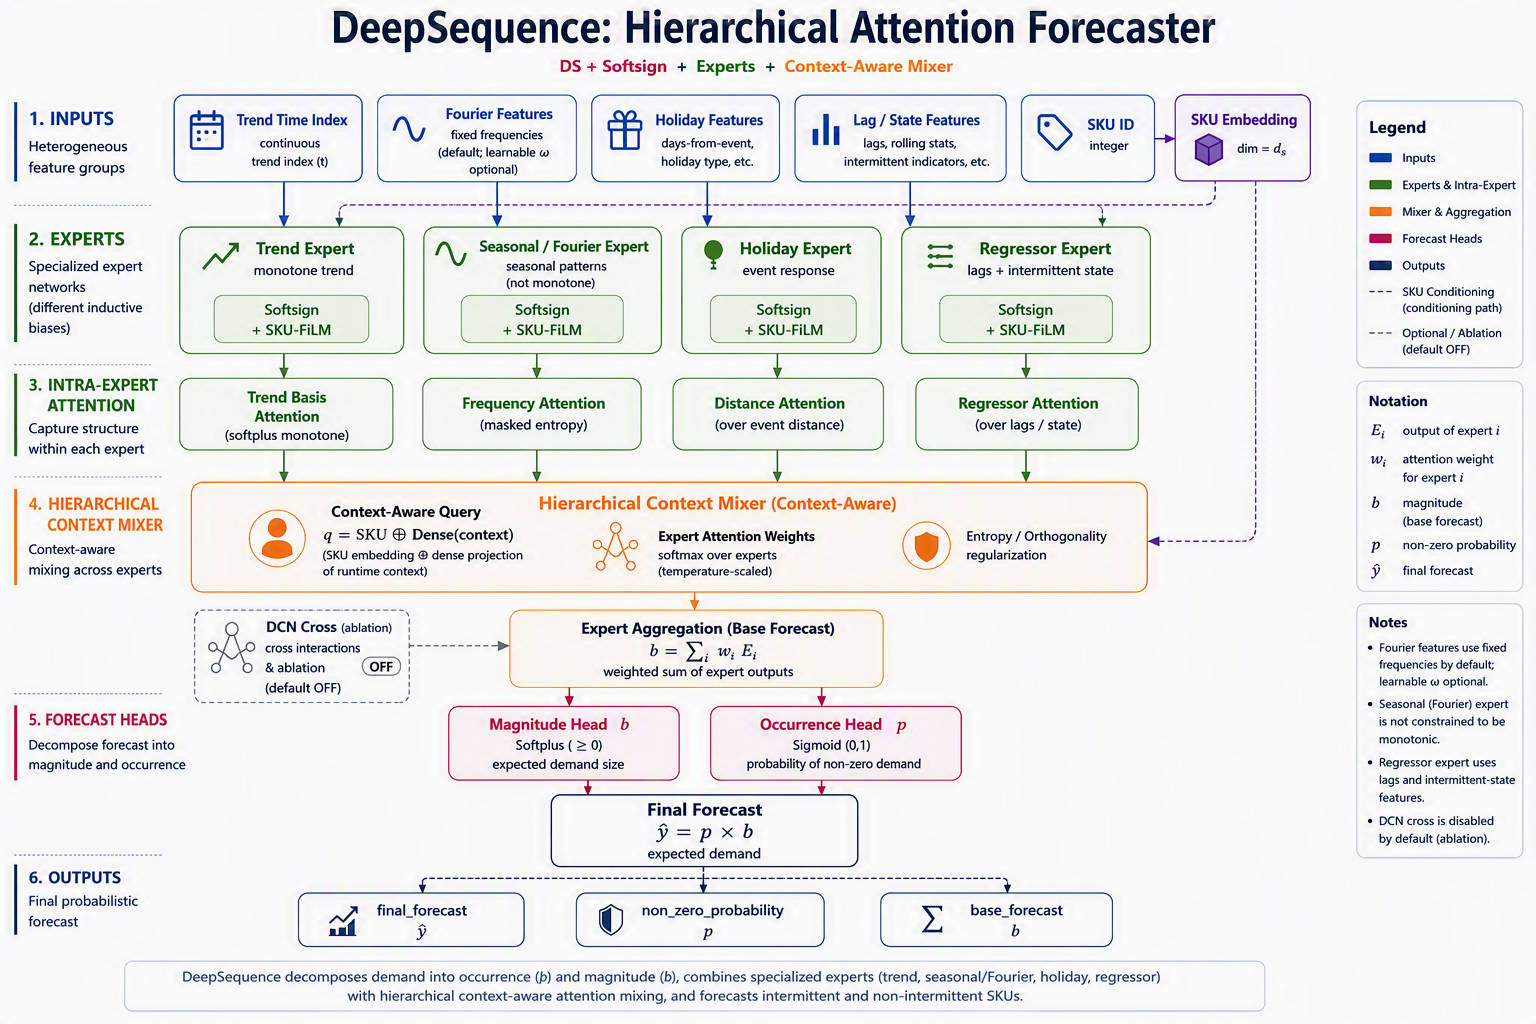 DeepSequence: Hierarchical Attention Forecaster
DS + Softsign + Experts + Context-Aware Mixer
1. INPUTS
Heterogeneous
feature groups
Trend Time Index
continuous
trend index (t)
Fourier Features
fixed frequencies
(default; learnable ω
optional)
Holiday Features
days-from-event,
holiday type, etc.
Lag / State Features
lags, rolling stats,
intermittent indicators, etc.
SKU ID
integer
SKU Embedding
dim = dₛ
2. EXPERTS
Specialized expert
networks
(different inductive
biases)
Trend Expert
monotone trend
Softsign
+ SKU-FiLM
Seasonal / Fourier Expert
seasonal patterns
(not monotone)
Softsign
+ SKU-FiLM
Holiday Expert
event response
Softsign
+ SKU-FiLM
Regressor Expert
lags + intermittent state
Softsign
+ SKU-FiLM
3. INTRA-EXPERT
ATTENTION
Capture structure
within each expert
Trend Basis
Attention
(softplus monotone)
Frequency Attention
(masked entropy)
Distance Attention
(over event distance)
Regressor Attention
(over lags / state)
4. HIERARCHICAL
CONTEXT MIXER
Context-aware
mixing across experts
Hierarchical Context Mixer (Context-Aware)
Context-Aware Query
q = SKU ⊕ Dense(context)
(SKU embedding ⊕ dense projection
of runtime context)
Expert Attention Weights
softmax over experts
(temperature-scaled)
Entropy / Orthogonality
regularization
DCN Cross (ablation)
cross interactions
& ablation
(default OFF)
OFF
Expert Aggregation (Base Forecast)
b = ∑ᵢ wᵢ Eᵢ
weighted sum of expert outputs
5. FORECAST HEADS
Decompose forecast into
magnitude and occurrence
Magnitude Head b
Softplus ( ≥ 0)
expected demand size
Occurrence Head p
Sigmoid (0,1)
probability of non-zero demand
Final Forecast
ŷ = p × b
expected demand
6. OUTPUTS
Final probabilistic
forecast
final_forecast
ŷ
non_zero_probability
p
base_forecast
b
DeepSequence decomposes demand into occurrence (p) and magnitude (b), combines specialized experts (trend, seasonal/Fourier, holiday, regressor)
with hierarchical context-aware attention mixing, and forecasts intermittent and non-intermittent SKUs.
Legend
Inputs
Experts & Intra-Expert
Mixer & Aggregation
Forecast Heads
Outputs
SKU Conditioning
(conditioning path)
Optional / Ablation
(default OFF)
Notation
Eᵢ output of expert i
wᵢ attention weight
for expert i
b magnitude
(base forecast)
p non-zero probability
ŷ final forecast
Notes
• Fourier features use fixed
frequencies by default;
learnable ω optional.
• Seasonal (Fourier) expert
is not constrained to be
monotonic.
• Regressor expert uses
lags and intermittent-state
features.
• DCN cross is disabled
by default (ablation).